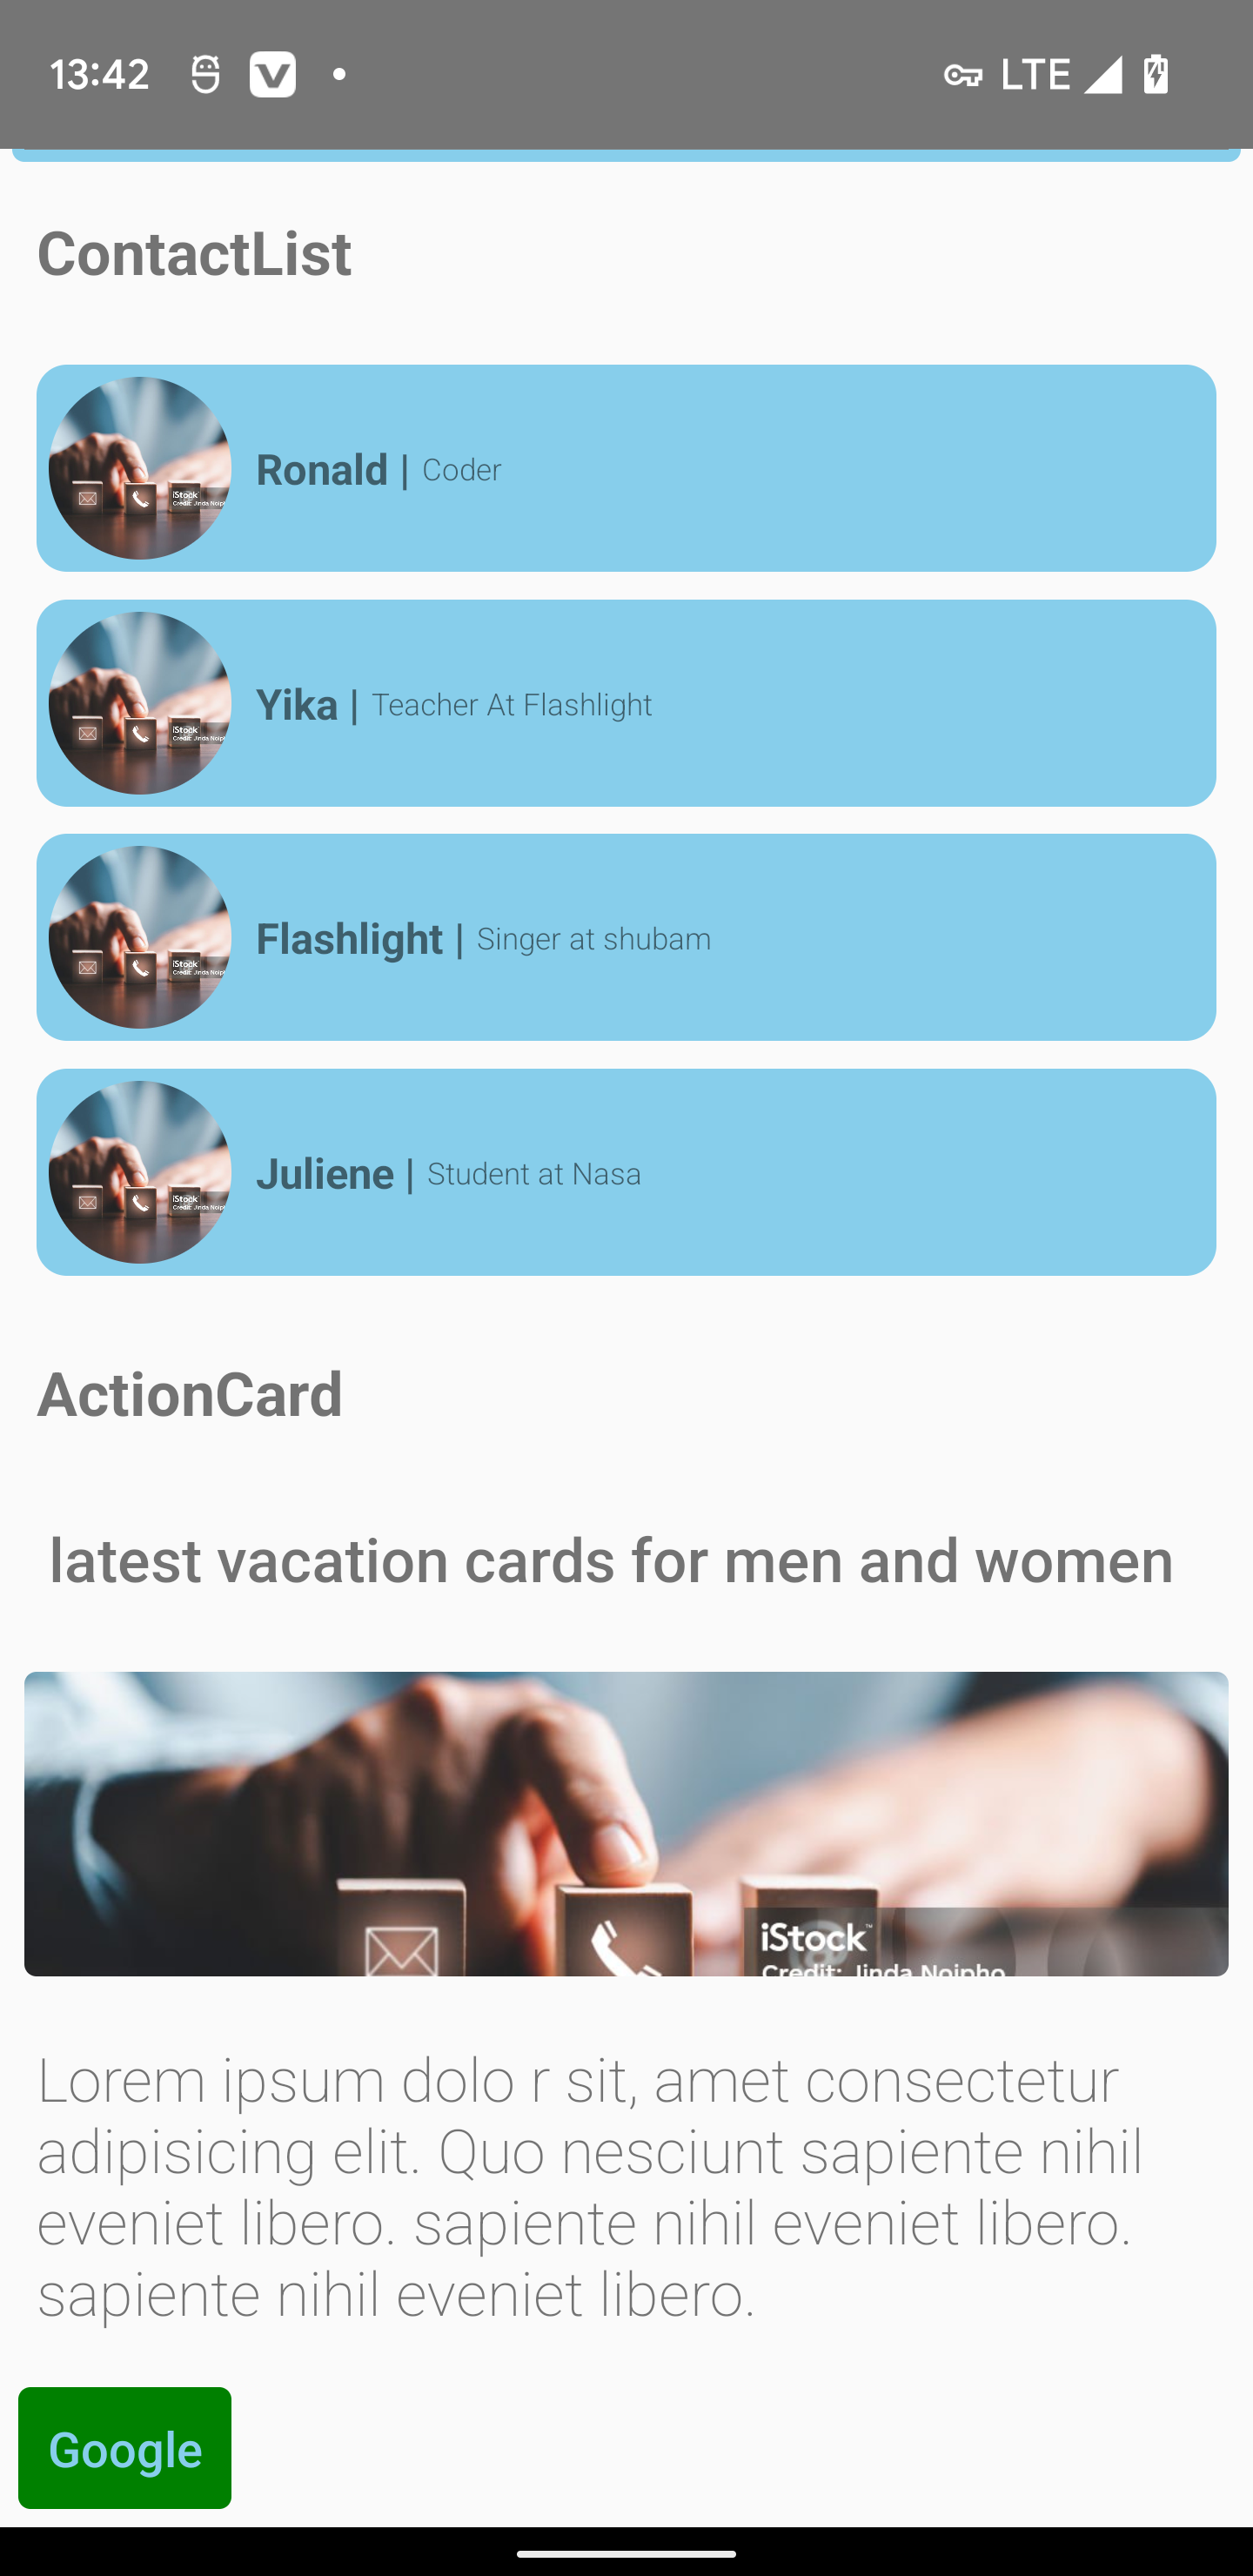 13:42
LTE
ContactList
Ronald | Coder
Yika | Teacher At Flashlight
Flashlight | Singer at shubam
Juliene | Student at Nasa
ActionCard
latest vacation cards for men and women
iStock™
Credit: Jinda Noipho
Lorem ipsum dolo r sit, amet consectetur
adipisicing elit. Quo nesciunt sapiente nihil
eveniet libero. sapiente nihil eveniet libero.
sapiente nihil eveniet libero.
Google